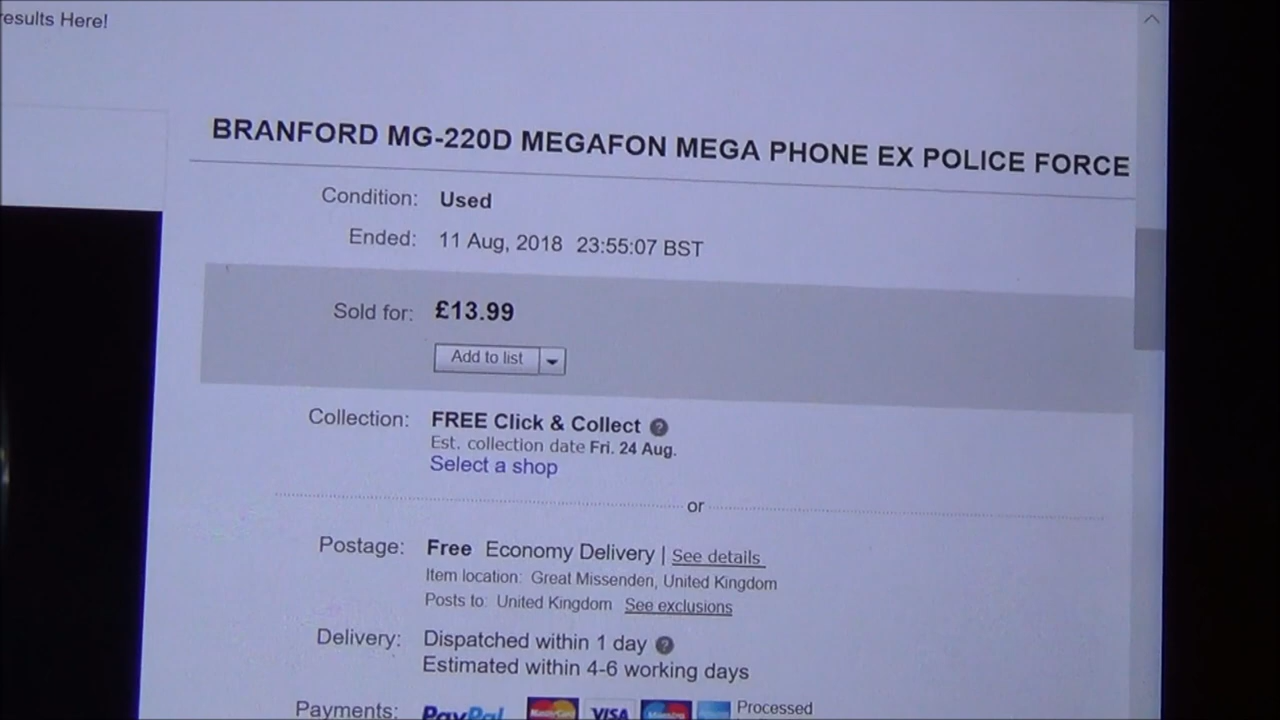 results Here!
BRANFORD MG-220D MEGAFON MEGA PHONE EX POLICE FORCE
Condition: Used
Ended: 11 Aug, 2018 23:55:07 BST
Sold for: £13.99
Add to list
Collection: FREE Click & Collect ?
Est. collection date Fri. 24 Aug.
Select a shop
or
Postage: Free Economy Delivery | See details
Item location: Great Missenden, United Kingdom
Posts to: United Kingdom See exclusions
Delivery: Dispatched within 1 day ?
Estimated within 4-6 working days
Payments: PayPal MasterCard VISA Processed